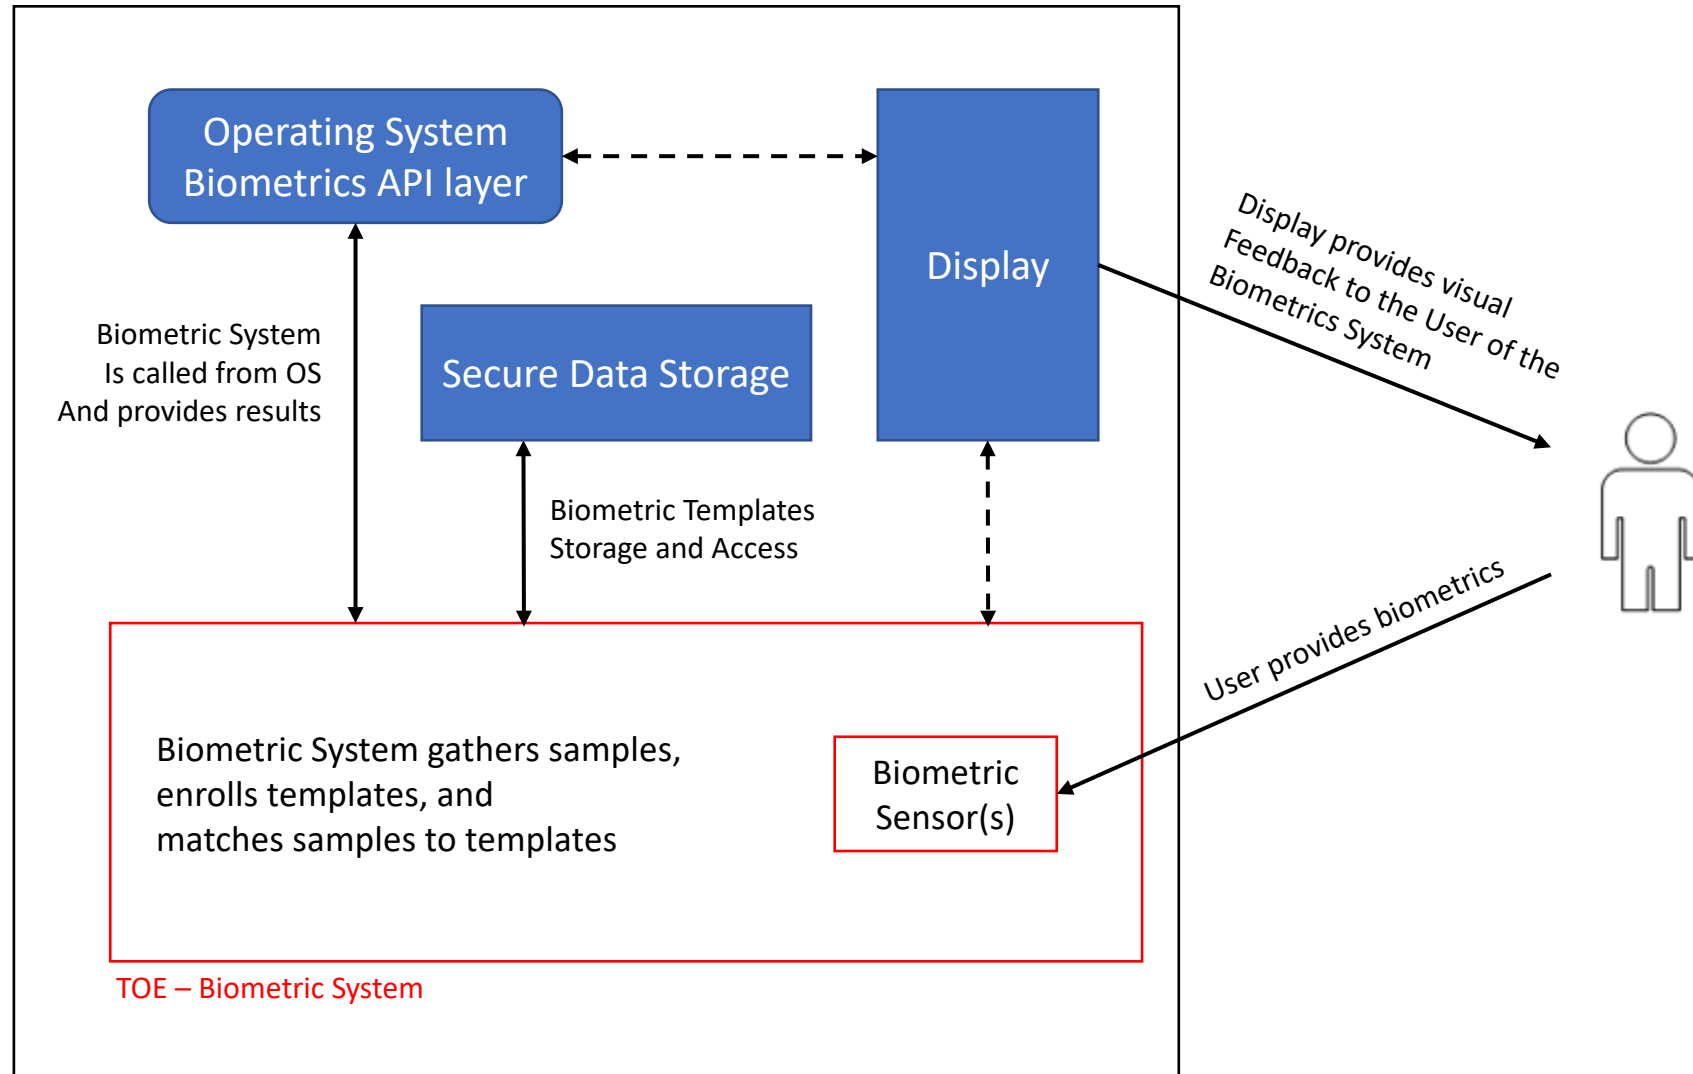 Operating System
Biometrics API layer
Display
Display provides visual
Feedback to the User of the
Biometrics System
Biometric System
Is called from OS
And provides results
Secure Data Storage
Biometric Templates
Storage and Access
User provides biometrics
Biometric System gathers samples,
enrolls templates, and
matches samples to templates
Biometric
Sensor(s)
TOE – Biometric System